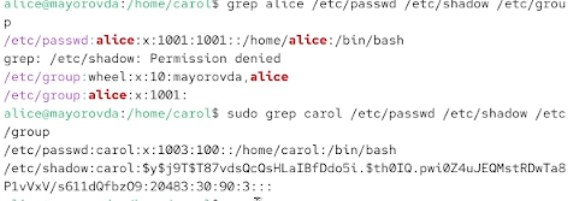 alice@mayorovda:/home/carol$ grep alice /etc/passwd /etc/shadow /etc/grou
p
/etc/passwd:alice:x:1001:1001::/home/alice:/bin/bash
grep: /etc/shadow: Permission denied
/etc/group:wheel:x:10:mayorovda,alice
/etc/group:alice:x:1001:
alice@mayorovda:/home/carol$ sudo grep carol /etc/passwd /etc/shadow /etc
/group
/etc/passwd:carol:x:1003:100::/home/carol:/bin/bash
/etc/shadow:carol:$y$j9T$T87vdsQcQsHLaIBfDdo5i.$th0IQ.pwi0Z4uJEQMstRDwTa8
P1vVxV/s611dQfbzO9:20483:30:90:3:::